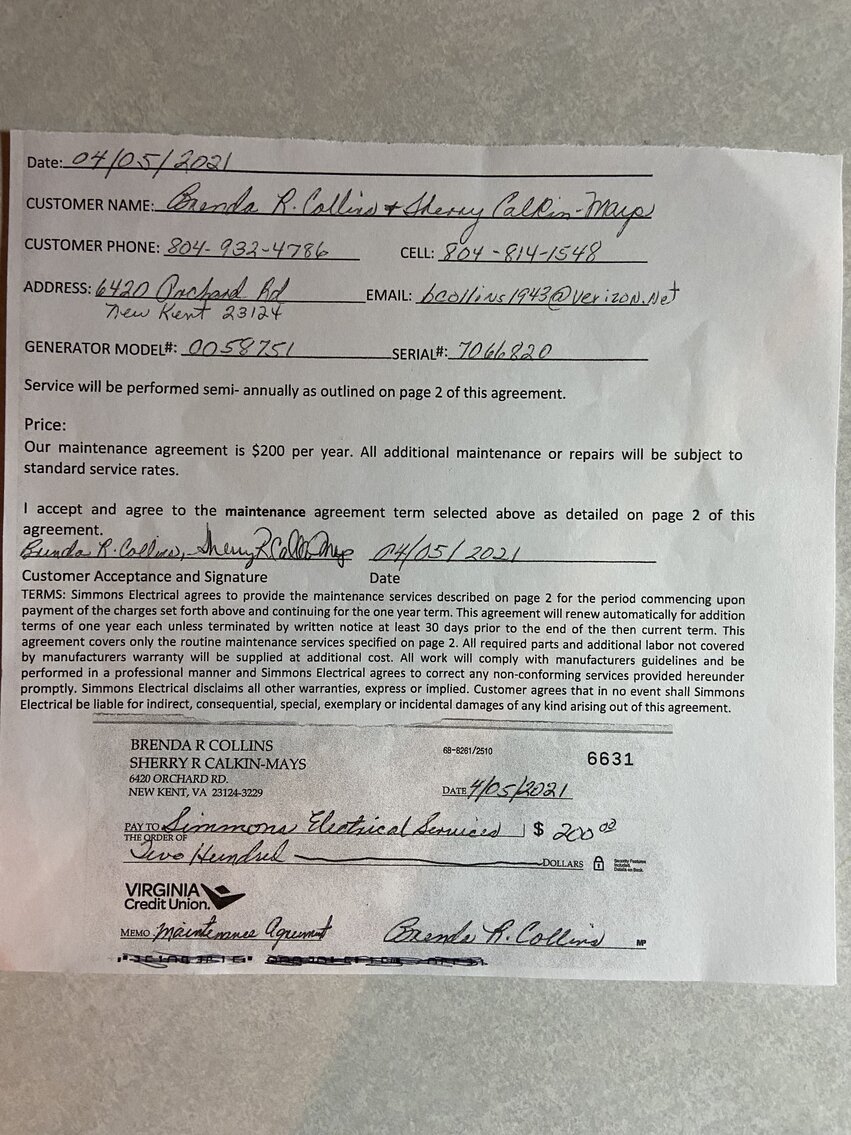 Date: 04/05/2021
CUSTOMER NAME: Brenda R. Collins + Sherry Calkin-Mays
CUSTOMER PHONE: 804-932-4786 CELL: 804-814-1548
ADDRESS: 6420 Orchard Rd EMAIL: bcollins1943@verizon.net
New Kent 23124
GENERATOR MODEL#: 0058751 SERIAL#: 7066820
Service will be performed semi- annually as outlined on page 2 of this agreement.
Price:
Our maintenance agreement is $200 per year. All additional maintenance or repairs will be subject to
standard service rates.
I accept and agree to the maintenance agreement term selected above as detailed on page 2 of this
agreement.
Brenda R. Collins, Sherry R Calkin-Mays 04/05/2021
Customer Acceptance and Signature Date
TERMS: Simmons Electrical agrees to provide the maintenance services described on page 2 for the period commencing upon
payment of the charges set forth above and continuing for the one year term. This agreement will renew automatically for addition
terms of one year each unless terminated by written notice at least 30 days prior to the end of the then current term. This
agreement covers only the routine maintenance services specified on page 2. All required parts and additional labor not covered
by manufacturers warranty will be supplied at additional cost. All work will comply with manufacturers guidelines and be
performed in a professional manner and Simmons Electrical agrees to correct any non-conforming services provided hereunder
promptly. Simmons Electrical disclaims all other warranties, express or implied. Customer agrees that in no event shall Simmons
Electrical be liable for indirect, consequential, special, exemplary or incidental damages of any kind arising out of this agreement.
BRENDA R COLLINS 68-8261/2510 6631
SHERRY R CALKIN-MAYS
6420 ORCHARD RD.
NEW KENT, VA 23124-3229 DATE 4/05/2021
PAY TO THE ORDER OF Simmons Electrical Services $ 200 00
Two Hundred DOLLARS Security Features Included. Details on Back.
VIRGINIA
Credit Union.
MEMO Maintenance Agreement Brenda R. Collins MP